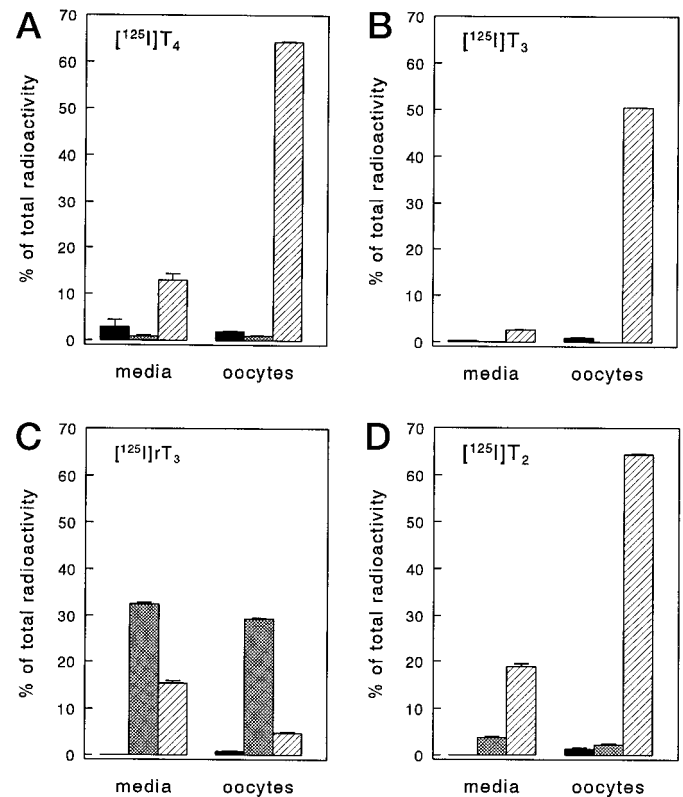 A
[¹²⁵I]T₄
% of total radioactivity
70
60
50
40
30
20
10
0
media oocytes
B
[¹²⁵I]T₃
% of total radioactivity
70
60
50
40
30
20
10
0
media oocytes
C
[¹²⁵I]rT₃
% of total radioactivity
70
60
50
40
30
20
10
0
media oocytes
D
[¹²⁵I]T₂
% of total radioactivity
70
60
50
40
30
20
10
0
media oocytes